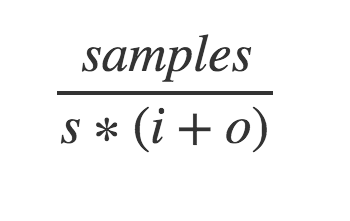 samples
s * (i + o)